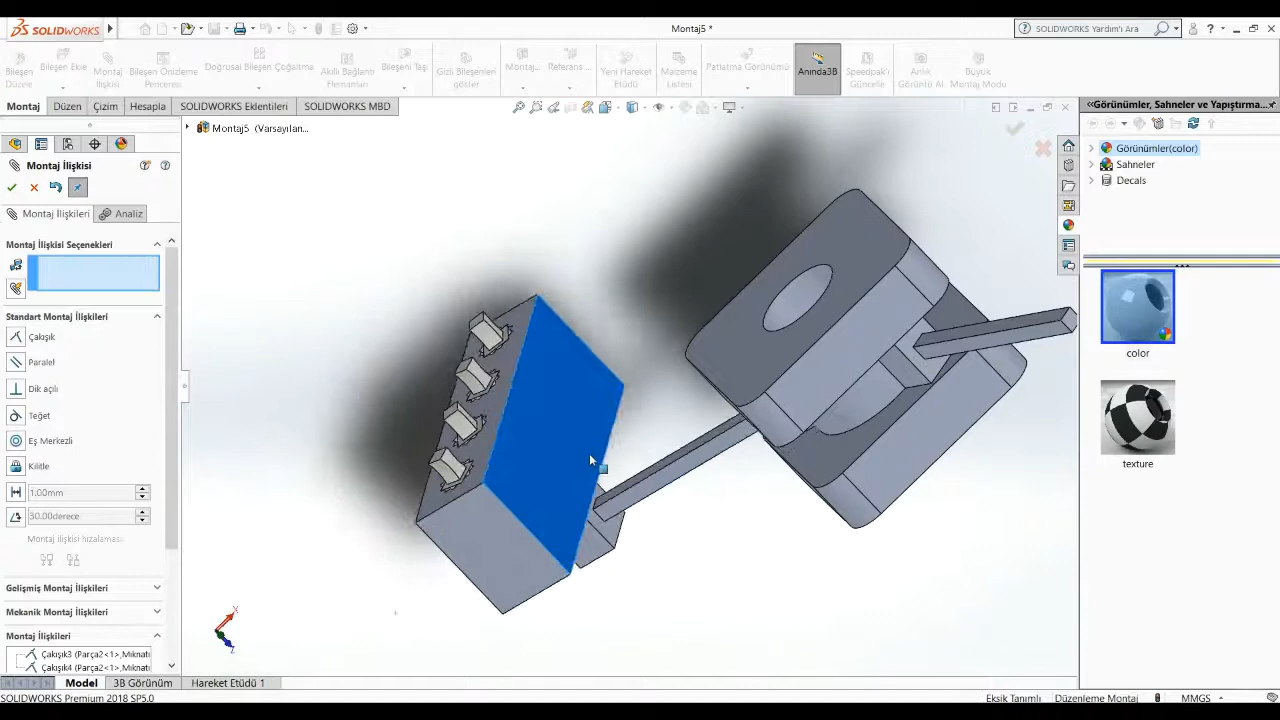 SOLIDWORKS
Montaj5 *
SOLIDWORKS Yardım'ı Ara
Bileşen Düzenle
Bileşen Ekle
Montaj İlişkisi
Bileşen Önizleme Penceresi
Doğrusal Bileşen Çoğaltma
Akıllı Bağlantı Elemanları
Bileşeni Taşı
Gizli Bileşenleri göster
Montaj...
Referans...
Yeni Hareket Etüdü
Malzeme Listesi
Patlatma Görünümü
Anında3B
Speedpak'ı Güncelle
Anlık Görüntü Al
Büyük Montaj Modu
Montaj
Düzen
Çizim
Hesapla
SOLIDWORKS Eklentileri
SOLIDWORKS MBD
Montaj5 (Varsayılan...
«Görünümler, Sahneler ve Yapıştırma...
Görünümler(color)
Sahneler
Decals
color
texture
Montaj İlişkisi
Montaj İlişkileri
Analiz
Montaj İlişkisi Seçenekleri
Standart Montaj İlişkileri
Çakışık
Paralel
Dik açılı
Teğet
Eş Merkezli
Kilitle
1.00mm
30.00derece
Montaj ilişkisi hizalaması:
Gelişmiş Montaj İlişkileri
Mekanik Montaj İlişkileri
Montaj İlişkileri
Çakışık3 (Parça2<1>,Mıknatı
Çakışık4 (Parça2<1>,Mıknatı
X
Z
Model
3B Görünüm
Hareket Etüdü 1
SOLIDWORKS Premium 2018 SP5.0
Eksik Tanımlı
Düzenleme Montaj
MMGS